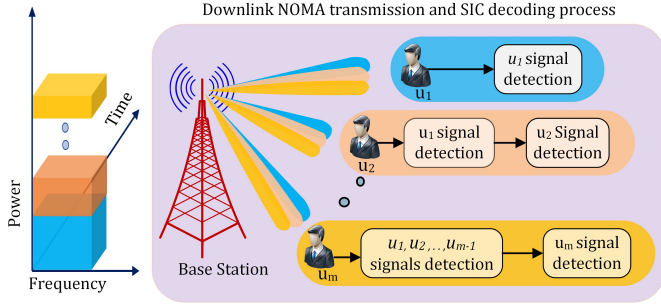 Downlink NOMA transmission and SIC decoding process
Power
Time
Frequency
Base Station
u1
u1 signal
detection
u2
u1 signal
detection
u2 Signal
detection
um
u1, u2 ,..,um-1
signals detection
um signal
detection